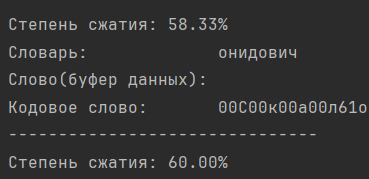 Степень сжатия: 58.33%
Словарь: онидович
Слово(буфер данных):
Кодовое слово: 00С00к00а00л61о
-------------------------------
Степень сжатия: 60.00%